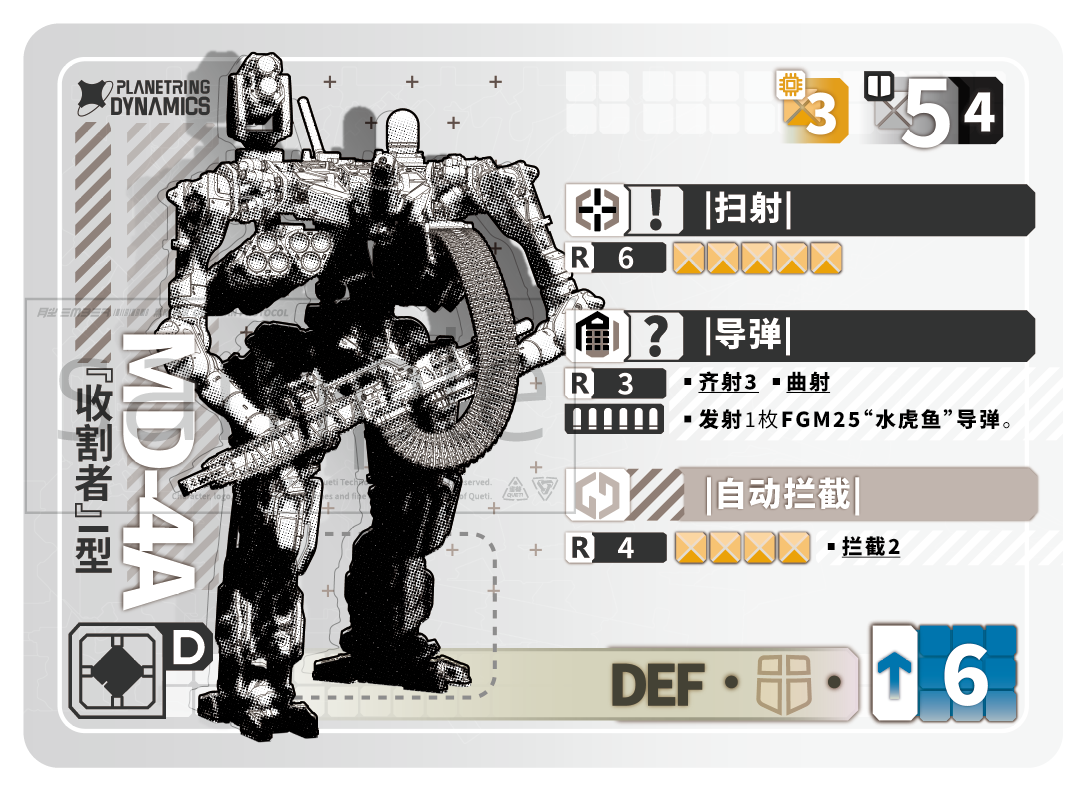 PLANETRING
DYNAMICS
3
5
4
! |扫射|
R 6
? |导弹|
R 3 ▪齐射3 ▪曲射
▪发射1枚FGM25“水虎鱼”导弹。
|自动拦截|
R 4 ▪拦截2
MD-4A
『收割者』型
D
DEF
6